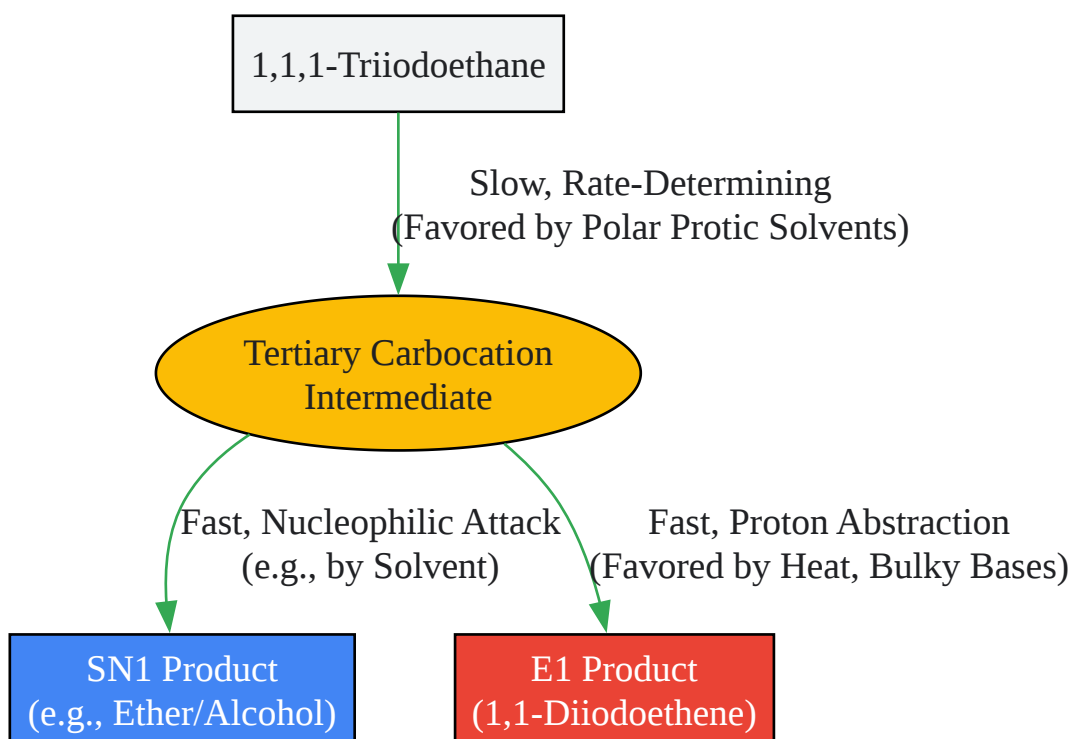 1,1,1-Triiodoethane
Slow, Rate-Determining
(Favored by Polar Protic Solvents)
Tertiary Carbocation
Intermediate
Fast, Nucleophilic Attack
(e.g., by Solvent)
Fast, Proton Abstraction
(Favored by Heat, Bulky Bases)
SN1 Product
(e.g., Ether/Alcohol)
E1 Product
(1,1-Diiodoethene)